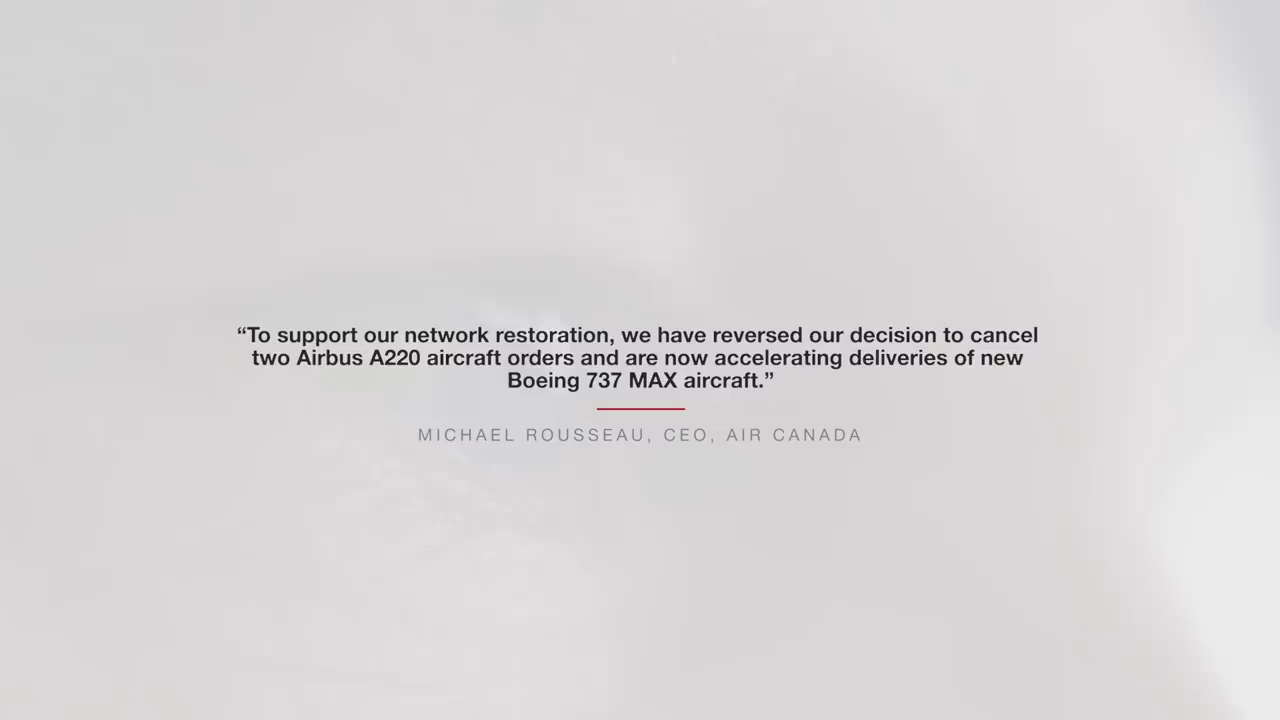 “To support our network restoration, we have reversed our decision to cancel
two Airbus A220 aircraft orders and are now accelerating deliveries of new
Boeing 737 MAX aircraft.”
MICHAEL ROUSSEAU, CEO, AIR CANADA